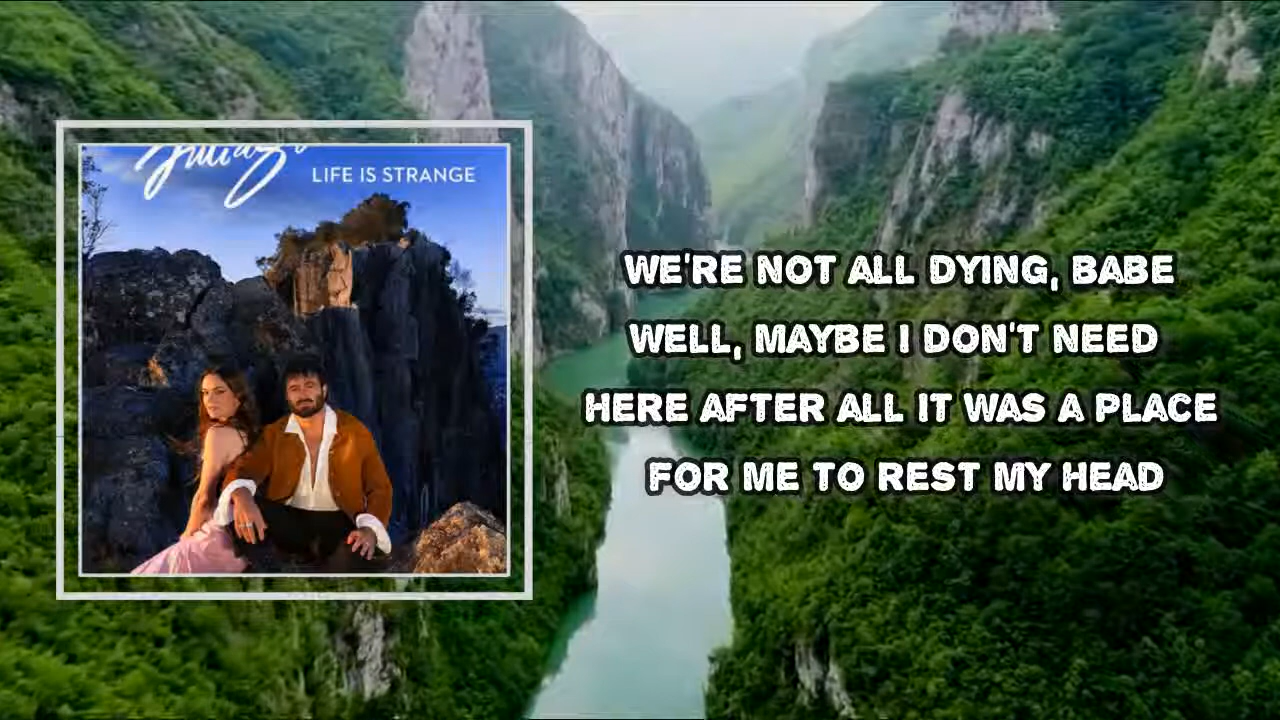 LIFE IS STRANGE
WE'RE NOT ALL DYING, BABE
WELL, MAYBE I DON'T NEED
HERE AFTER ALL IT WAS A PLACE
FOR ME TO REST MY HEAD